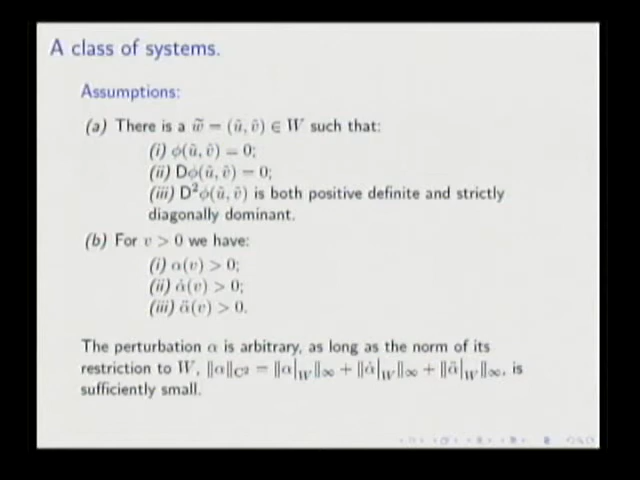 A class of systems.
Assumptions:
(a) There is a w̃ = (ũ, ṽ) ∈ W such that:
(i) ϕ(ũ, ṽ) = 0;
(ii) Dϕ(ũ, ṽ) = 0;
(iii) D²ϕ(ũ, ṽ) is both positive definite and strictly
diagonally dominant.
(b) For v > 0 we have:
(i) α(v) > 0;
(ii) α̇(v) > 0;
(iii) α̈(v) > 0.
The perturbation α is arbitrary, as long as the norm of its
restriction to W, ‖α‖C² = ‖α|W‖∞ + ‖α̇|W‖∞ + ‖α̈|W‖∞, is
sufficiently small.